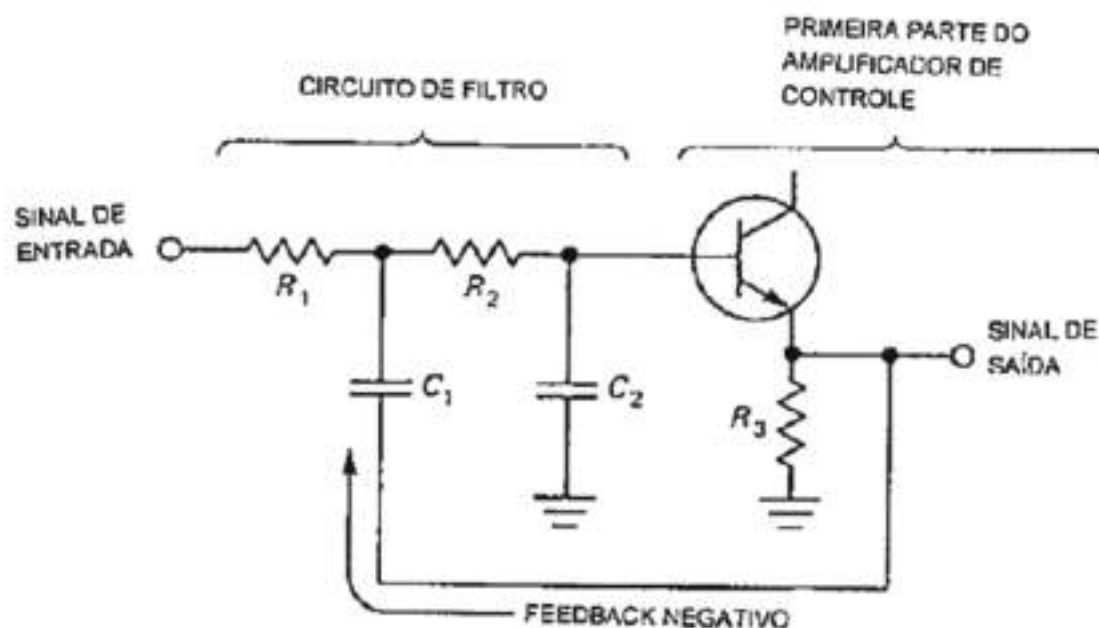 PRIMEIRA PARTE DO
AMPLIFICADOR DE
CONTROLE
CIRCUITO DE FILTRO
SINAL DE
ENTRADA
R1
R2
C1
C2
R3
SINAL DE
SAÍDA
FEEDBACK NEGATIVO